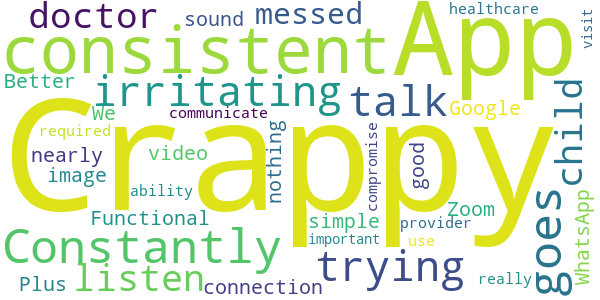 doctor sound messed healthcare
consistent App visit
Better irritating talk Google child
We communicate
required
Crappy
nearly video nothing compromise good
image ability
Functional simple provider Zoom goes WhatsApp
Constantly important use
Plus listen connection trying really